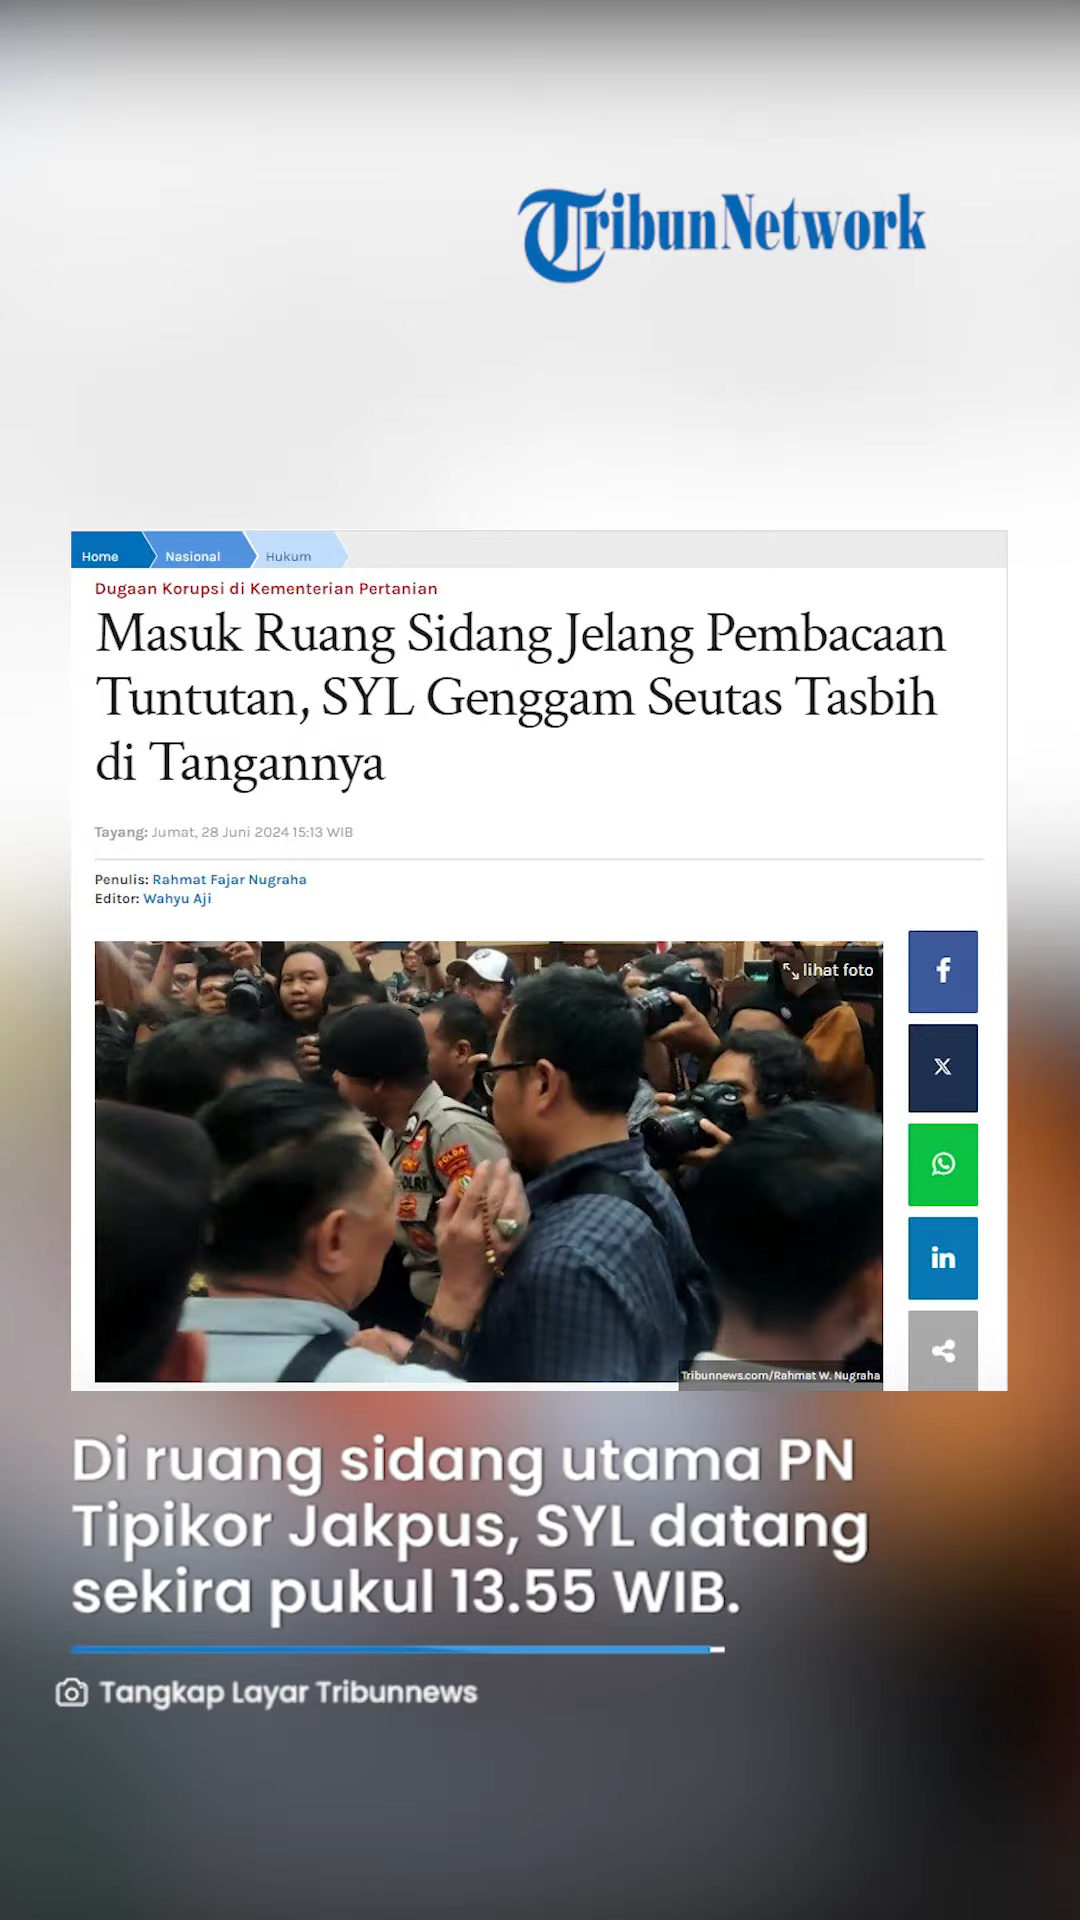 TribunNetwork
Home
Nasional
Hukum
Dugaan Korupsi di Kementerian Pertanian
Masuk Ruang Sidang Jelang Pembacaan
Tuntutan, SYL Genggam Seutas Tasbih
di Tangannya
Tayang: Jumat, 28 Juni 2024 15:13 WIB
Penulis: Rahmat Fajar Nugraha
Editor: Wahyu Aji
lihat foto
POLDA
POLRI
Tribunnews.com/Rahmat W. Nugraha
Di ruang sidang utama PN
Tipikor Jakpus, SYL datang
sekira pukul 13.55 WIB.
Tangkap Layar Tribunnews